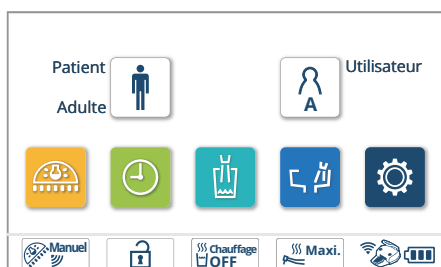 Patient
Utilisateur
Adulte
A
Manuel
Chauffage
OFF
Maxi.